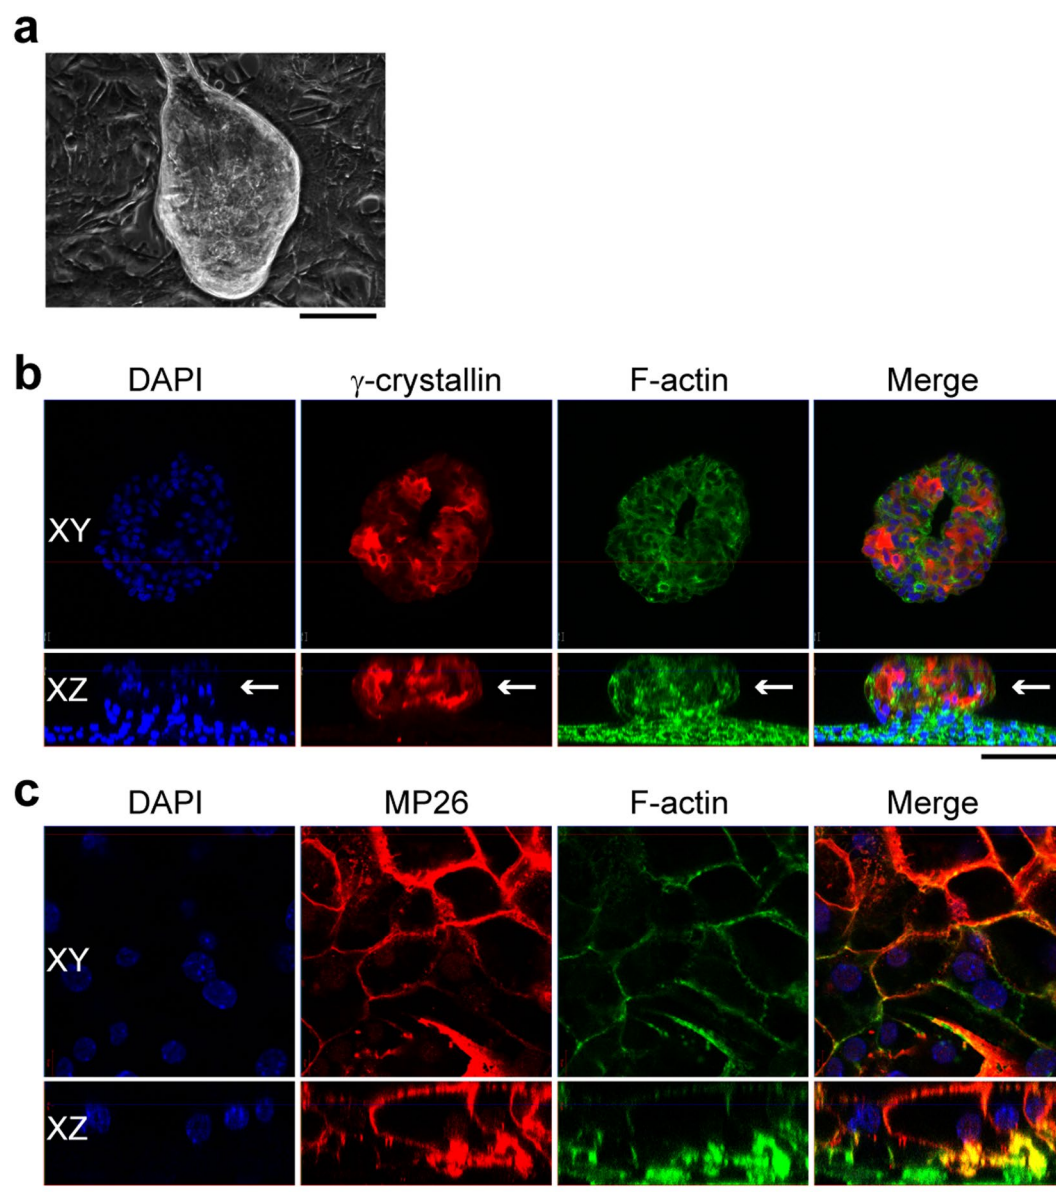 a
b
DAPI γ-crystallin F-actin Merge
XY
XZ
c
DAPI MP26 F-actin Merge
XY
XZ